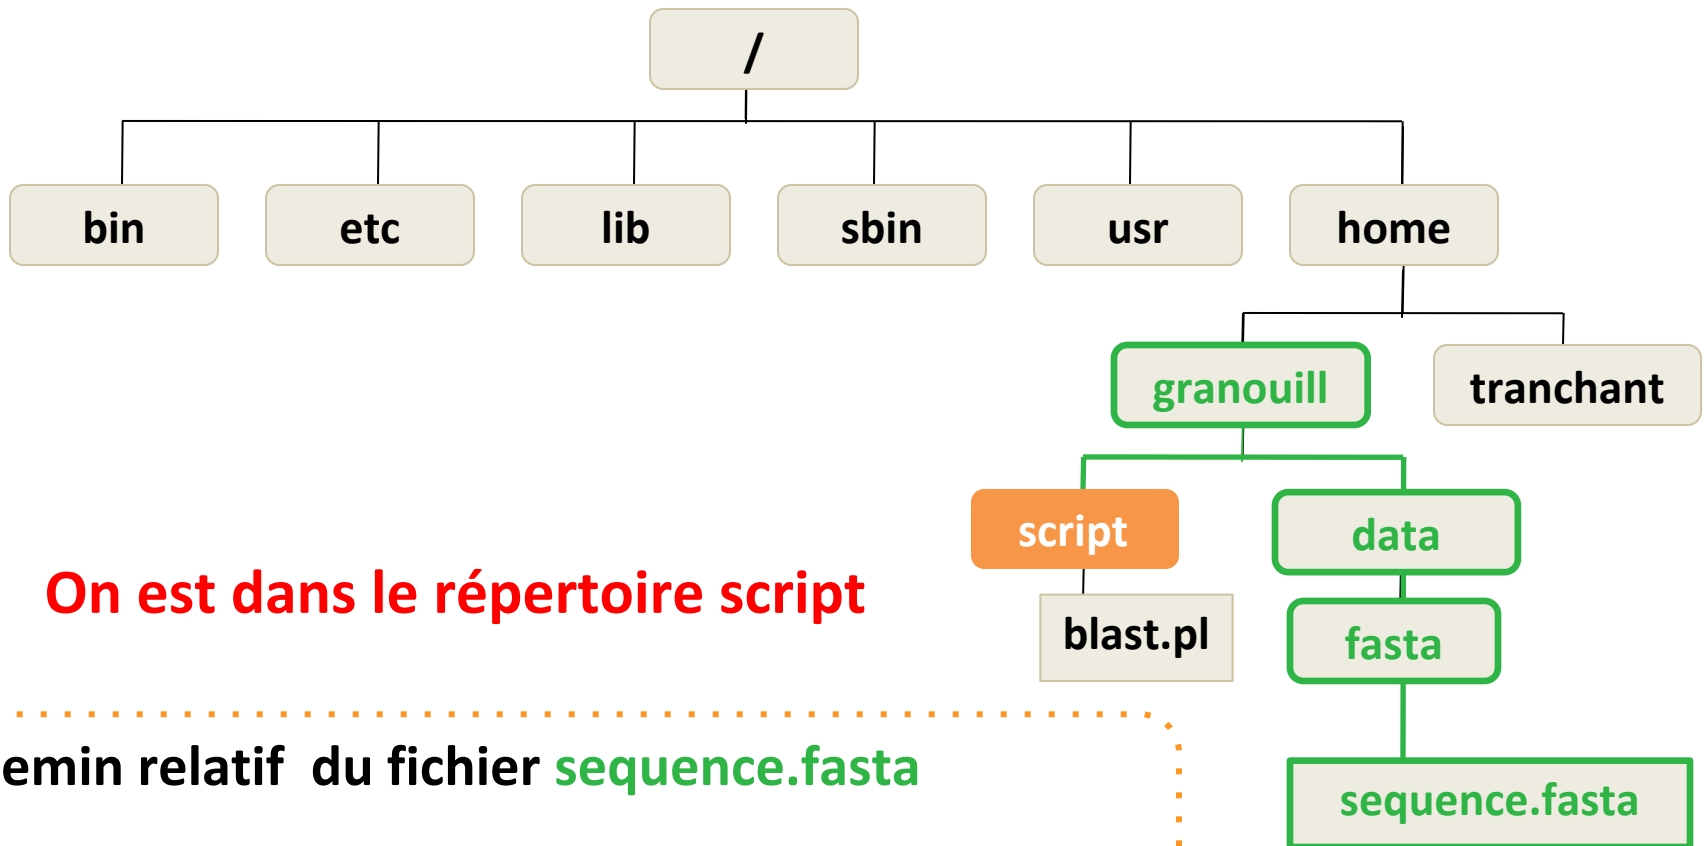 /
bin
etc
lib
sbin
usr
home
granouill
tranchant
script
data
On est dans le répertoire script
blast.pl
fasta
emin relatif du fichier sequence.fasta
sequence.fasta